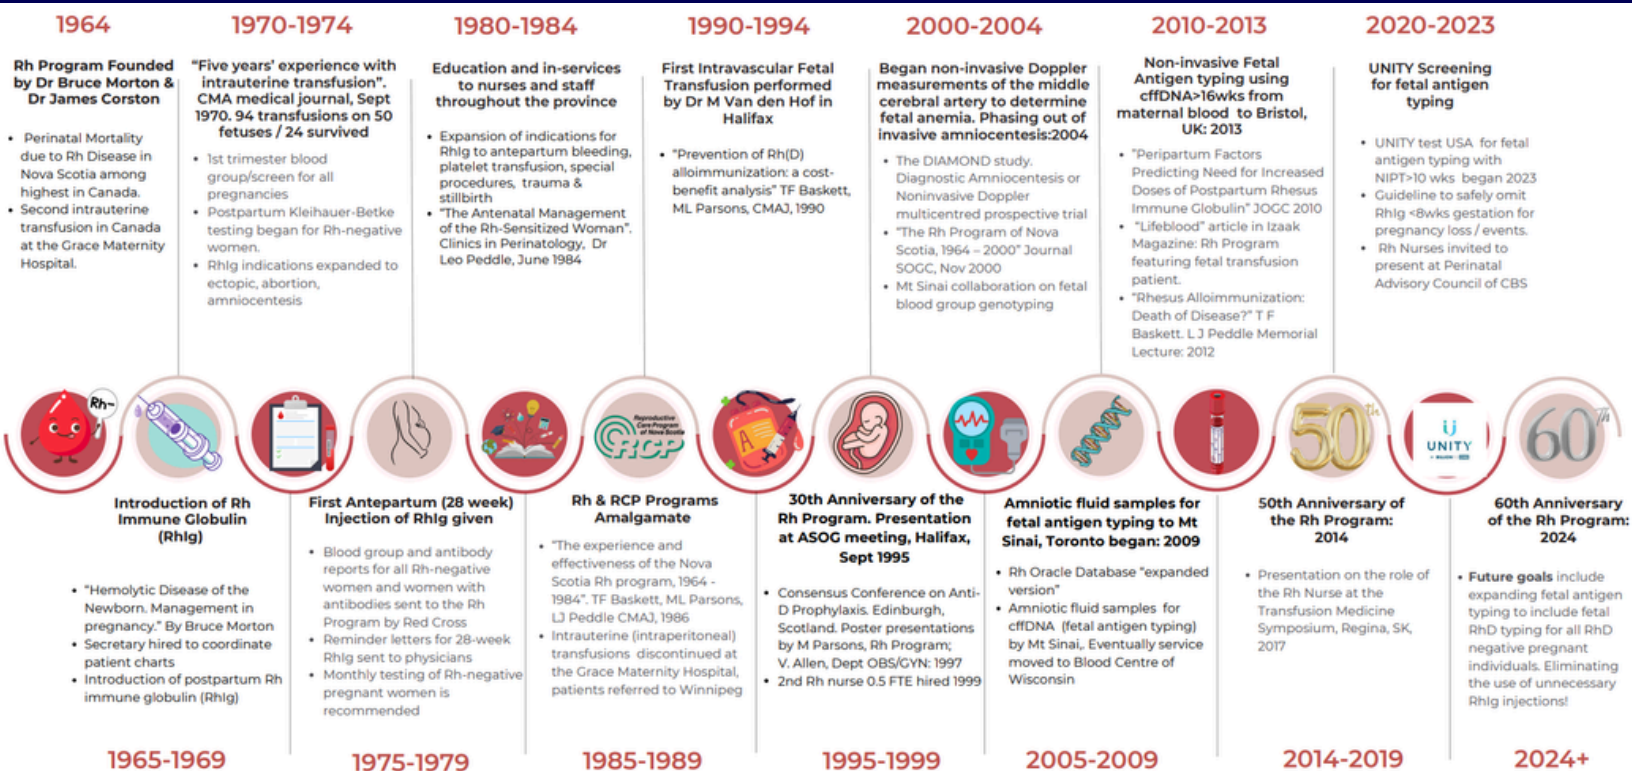 1964
Rh Program Founded
by Dr Bruce Morton &
Dr James Corston
• Perinatal Mortality
due to Rh Disease in
Nova Scotia among
highest in Canada.
• Second intrauterine
transfusion in Canada
at the Grace Maternity
Hospital.
1970-1974
"Five years' experience with
intrauterine transfusion".
CMA medical journal, Sept
1970. 94 transfusions on 50
fetuses / 24 survived
• 1st trimester blood
group/screen for all
pregnancies
• Postpartum Kleihauer-Betke
testing began for Rh-negative
women.
• RhIg indications expanded to
ectopic, abortion,
amniocentesis
1980-1984
Education and in-services
to nurses and staff
throughout the province
• Expansion of indications for
RhIg to antepartum bleeding,
platelet transfusion, special
procedures, trauma &
stillbirth
• "The Antenatal Management
of the Rh-Sensitized Woman".
Clinics in Perinatology, Dr
Leo Peddle, June 1984
1990-1994
First Intravascular Fetal
Transfusion performed
by Dr M Van den Hof in
Halifax
• "Prevention of Rh(D)
alloimmunization: a cost-
benefit analysis" TF Baskett,
ML Parsons, CMAJ, 1990
2000-2004
Began non-invasive Doppler
measurements of the middle
cerebral artery to determine
fetal anemia. Phasing out of
invasive amniocentesis:2004
• The DIAMOND study.
Diagnostic Amniocentesis or
Noninvasive Doppler
multicentred prospective trial
• "The Rh Program of Nova
Scotia, 1964 – 2000" Journal
SOGC, Nov 2000
• Mt Sinai collaboration on fetal
blood group genotyping
2010-2013
Non-invasive Fetal
Antigen typing using
cffDNA>16wks from
maternal blood to Bristol,
UK: 2013
• "Peripartum Factors
Predicting Need for Increased
Doses of Postpartum Rhesus
Immune Globulin" JOGC 2010
• "Lifeblood" article in Izaak
Magazine: Rh Program
featuring fetal transfusion
patient.
• "Rhesus Alloimmunization:
Death of Disease?" T F
Baskett. L J Peddle Memorial
Lecture: 2012
2020-2023
UNITY Screening
for fetal antigen
typing
• UNITY test USA for fetal
antigen typing with
NIPT>10 wks began 2023
• Guideline to safely omit
RhIg <8wks gestation for
pregnancy loss / events.
• Rh Nurses invited to
present at Perinatal
Advisory Council of CBS
Rh-
Reproductive
Care Program
of Nova Scotia
RCP
A
50th
UNITY
60TH
Introduction of Rh
Immune Globulin
(RhIg)
• "Hemolytic Disease of the
Newborn. Management in
pregnancy." By Bruce Morton
• Secretary hired to coordinate
patient charts
• Introduction of postpartum Rh
immune globulin (RhIg)
1965-1969
First Antepartum (28 week)
Injection of RhIg given
• Blood group and antibody
reports for all Rh-negative
women and women with
antibodies sent to the Rh
Program by Red Cross
• Reminder letters for 28-week
RhIg sent to physicians
• Monthly testing of Rh-negative
pregnant women is
recommended
1975-1979
Rh & RCP Programs
Amalgamate
• "The experience and
effectiveness of the Nova
Scotia Rh program, 1964 -
1984". TF Baskett, ML Parsons,
LJ Peddle CMAJ, 1986
• Intrauterine (intraperitoneal)
transfusions discontinued at
the Grace Maternity Hospital,
patients referred to Winnipeg
1985-1989
30th Anniversary of the
Rh Program. Presentation
at ASOG meeting, Halifax,
Sept 1995
• Consensus Conference on Anti-
D Prophylaxis. Edinburgh,
Scotland. Poster presentations
by M Parsons, Rh Program;
V. Allen, Dept OBS/GYN: 1997
• 2nd Rh nurse 0.5 FTE hired 1999
1995-1999
Amniotic fluid samples for
fetal antigen typing to Mt
Sinai, Toronto began: 2009
• Rh Oracle Database "expanded
version"
• Amniotic fluid samples for
cffDNA (fetal antigen typing)
by Mt Sinai,. Eventually service
moved to Blood Centre of
Wisconsin
2005-2009
50th Anniversary of
the Rh Program:
2014
• Presentation on the role of
the Rh Nurse at the
Transfusion Medicine
Symposium, Regina, SK,
2017
2014-2019
60th Anniversary
of the Rh Program:
2024
• Future goals include
expanding fetal antigen
typing to include fetal
RhD typing for all RhD
negative pregnant
individuals. Eliminating
the use of unnecessary
RhIg injections!
2024+